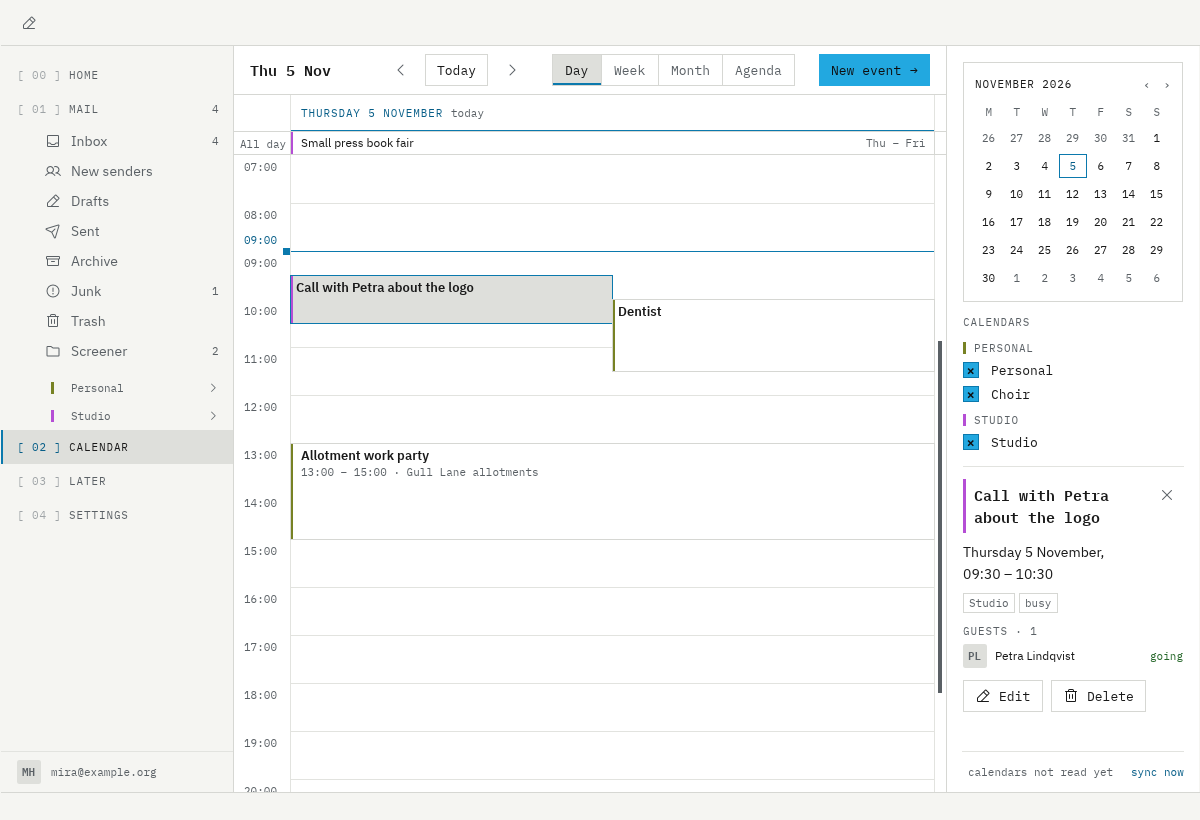 [ 00 ] HOME
[ 01 ] MAIL 4
Inbox 4
New senders
Drafts
Sent
Archive
Junk 1
Trash
Screener 2
Personal
Studio
[ 02 ] CALENDAR
[ 03 ] LATER
[ 04 ] SETTINGS
MH mira@example.org
Thu 5 Nov
Today
Day Week Month Agenda
New event →
THURSDAY 5 NOVEMBER today
All day Small press book fair Thu – Fri
07:00
08:00
09:00
09:00
Call with Petra about the logo
10:00 Dentist
11:00
12:00
13:00 Allotment work party
13:00 – 15:00 · Gull Lane allotments
14:00
15:00
16:00
17:00
18:00
19:00
20:00
NOVEMBER 2026 ‹ ›
M T W T F S S
26 27 28 29 30 31 1
2 3 4 5 6 7 8
9 10 11 12 13 14 15
16 17 18 19 20 21 22
23 24 25 26 27 28 29
30 1 2 3 4 5 6
CALENDARS
PERSONAL
Personal
Choir
STUDIO
Studio
Call with Petra
about the logo
Thursday 5 November,
09:30 – 10:30
Studio busy
GUESTS · 1
PL Petra Lindqvist going
Edit Delete
calendars not read yet sync now